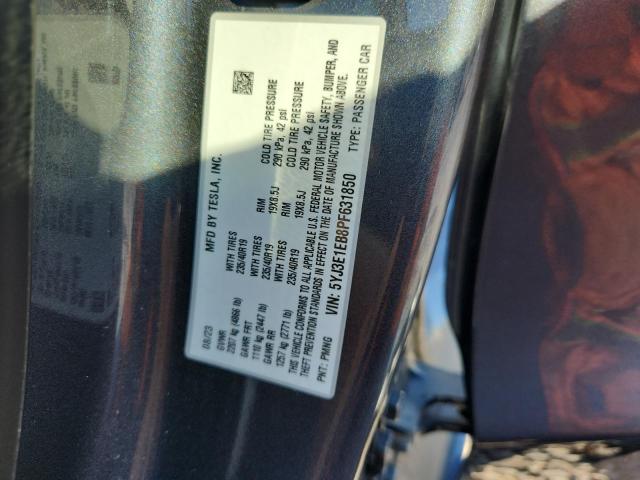 MFD BY TESLA, INC.
08/23
GVWR
2207 kg (4866 lb) WITH TIRES 235/40R19 RIM 19X8.5J COLD TIRE PRESSURE 290 kPa, 42 psi
GAWR FRT
1110 kg (2447 lb) WITH TIRES 235/40R19 RIM 19X8.5J COLD TIRE PRESSURE 290 kPa, 42 psi
GAWR RR
1257 kg (2771 lb) 235/40R19
THIS VEHICLE CONFORMS TO ALL APPLICABLE U.S. FEDERAL MOTOR VEHICLE SAFETY, BUMPER, AND
THEFT PREVENTION STANDARDS IN EFFECT ON THE DATE OF MANUFACTURE SHOWN ABOVE.
VIN: 5YJ3E1EB8PF631850
PNT: PMNG TYPE: PASSENGER CAR